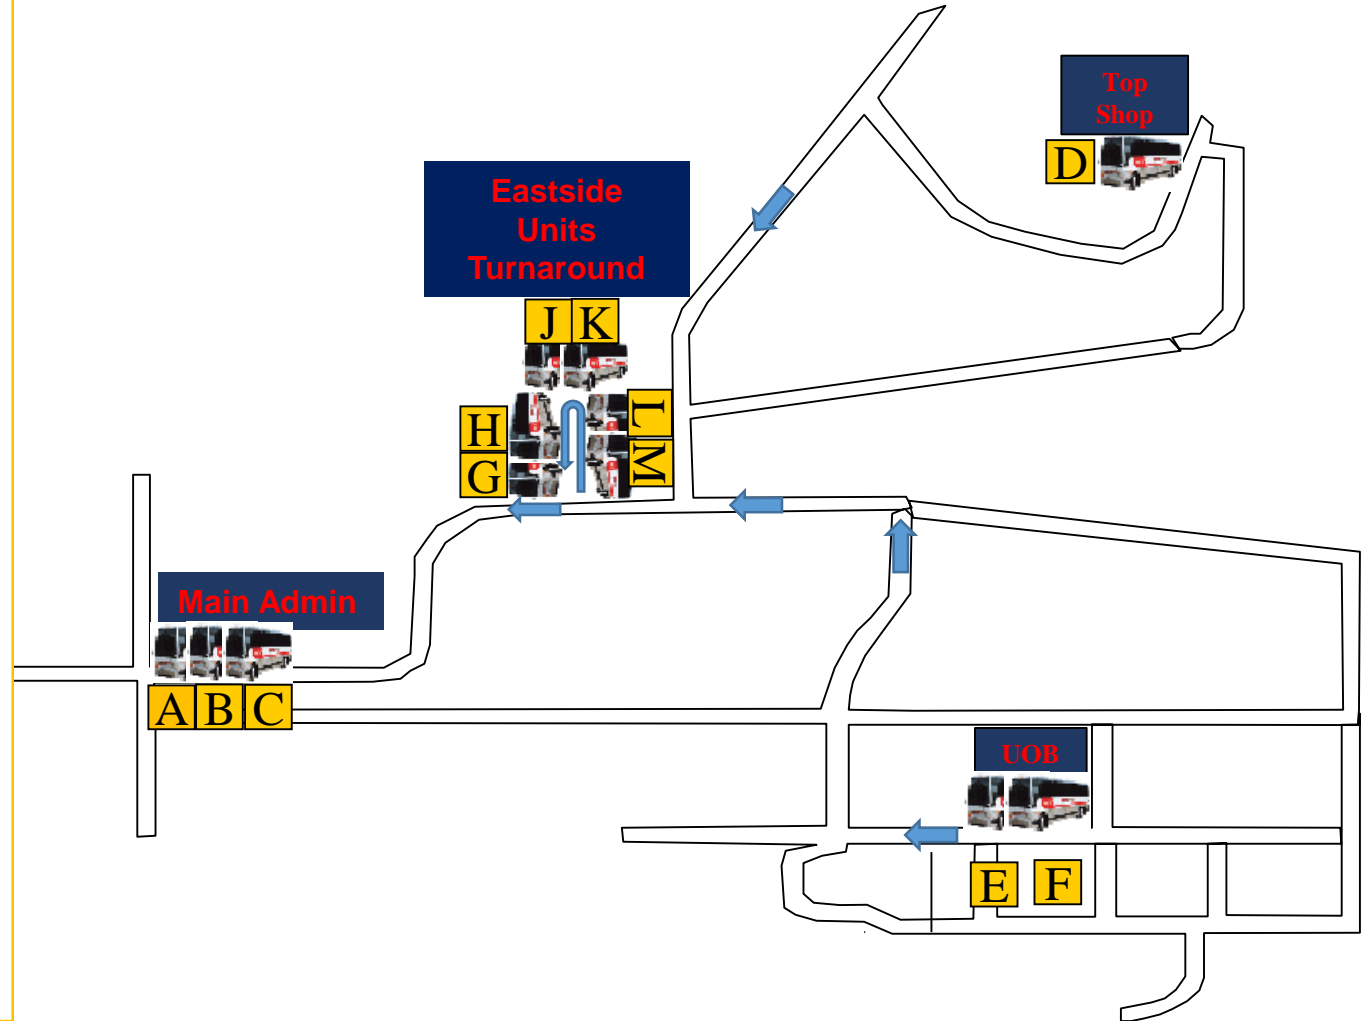 Top
Shop
D
Eastside
Units
Turnaround
J K
H
L
G
M
Main Admin
A B C
UOB
E F